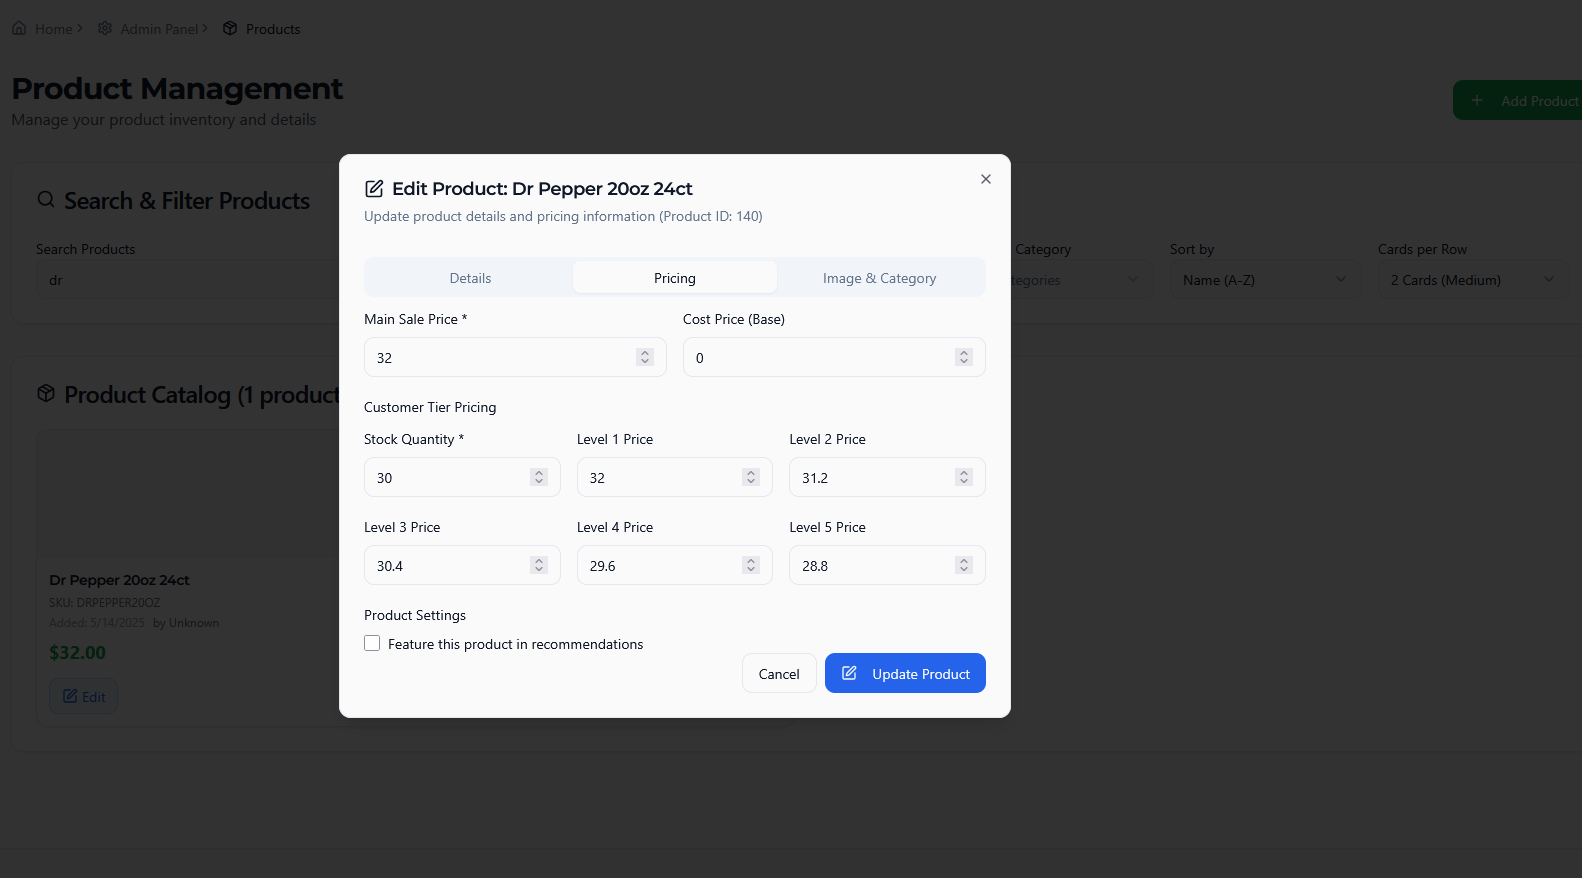 Home > Admin Panel > Products
Product Management
Manage your product inventory and details
+ Add Product
Search & Filter Products
Search Products
dr
Category
tegories
Sort by
Name (A-Z)
Cards per Row
2 Cards (Medium)
Product Catalog (1 product
Dr Pepper 20oz 24ct
SKU: DRPEPPER20OZ
Added: 5/14/2025 by Unknown
$32.00
Edit
Edit Product: Dr Pepper 20oz 24ct
Update product details and pricing information (Product ID: 140)
Details Pricing Image & Category
Main Sale Price * Cost Price (Base)
32 0
Customer Tier Pricing
Stock Quantity * Level 1 Price Level 2 Price
30 32 31.2
Level 3 Price Level 4 Price Level 5 Price
30.4 29.6 28.8
Product Settings
Feature this product in recommendations
Cancel Update Product